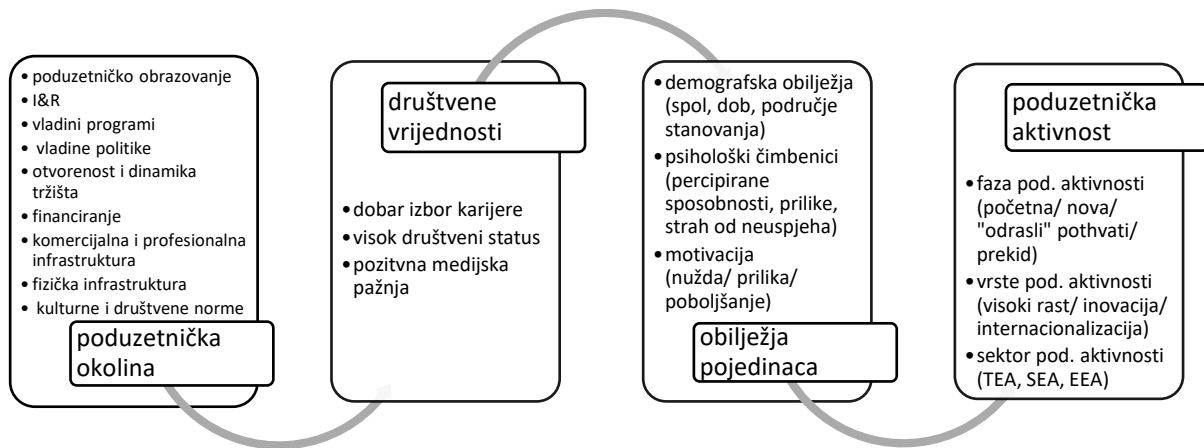 • poduzetničko obrazovanje
• I&R
• vladini programi
• vladine politike
• otvorenost i dinamika
tržišta
• financiranje
• komercijalna i profesionalna
infrastruktura
• fizička infrastruktura
• kulturne i društvene norme
poduzetnička
okolina
društvene
vrijednosti
• dobar izbor karijere
• visok društveni status
• pozitvna medijska
pažnja
• demografska obilježja
(spol, dob, područje
stanovanja)
• psihološki čimbenici
(percipirane
sposobnosti, prilike,
strah od neuspjeha)
• motivacija
(nužda/ prilika/
poboljšanje)
obilježja
pojedinaca
poduzetnička
aktivnost
• faza pod. aktivnosti
(početna/ nova/
"odrasli" pothvati/
prekid)
• vrste pod. aktivnosti
(visoki rast/ inovacija/
internacionalizacija)
• sektor pod. aktivnosti
(TEA, SEA, EEA)